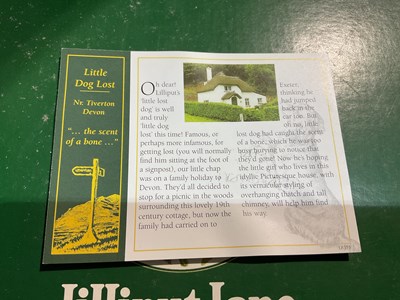 Little
Dog Lost
Nr. Tiverton
Devon
"... the scent
of a bone ..."
Oh dear!
Lilliput's
'little lost
dog' is well
and truly
'little dog
lost' this time! Famous, or
perhaps more infamous, for
getting lost (you will normally
find him sitting at the foot of
a signpost), our little chap
was on a family holiday to
Devon. They'd all decided to
stop for a picnic in the woods
surrounding this lovely 19th
century cottage, but now the
family had carried on to
Exeter,
thinking he
had jumped
back in the
car too. But
oh no, little
lost dog had caught the scent
of a bone, which he was too
busy burying to notice that
they'd gone! Now he's hoping
the little girl who lives in this
idyllic Picturesque house, with
its vernacular styling of
overhanging thatch and tall
chimney, will help him find
his way.
Lilliput Lane